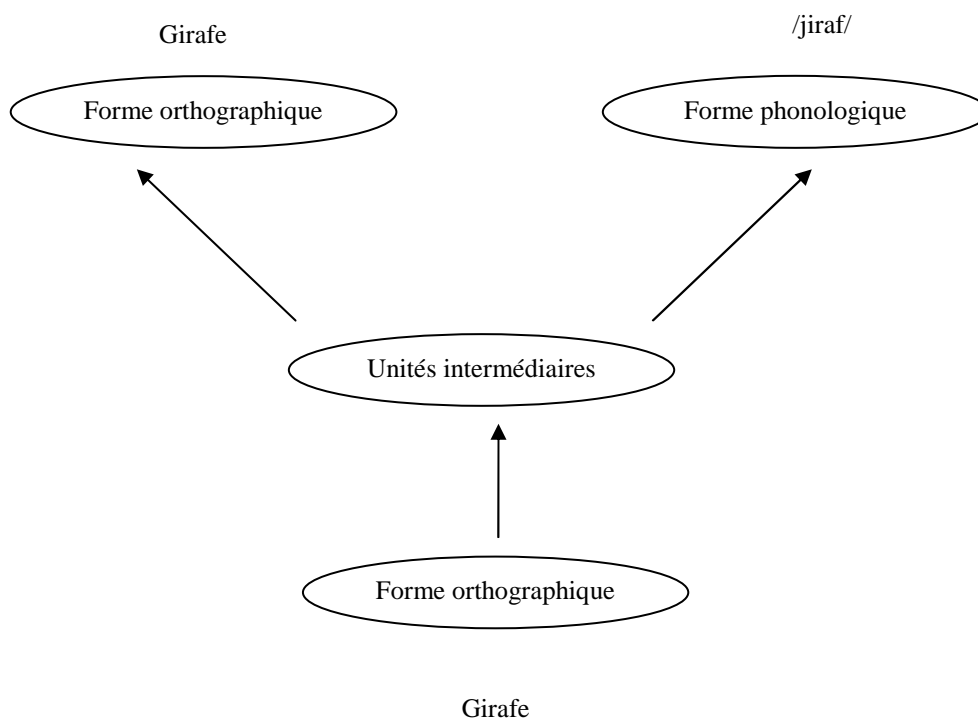 Girafe
/jiraf/
Forme orthographique
Forme phonologique
Unités intermédiaires
Forme orthographique
Girafe